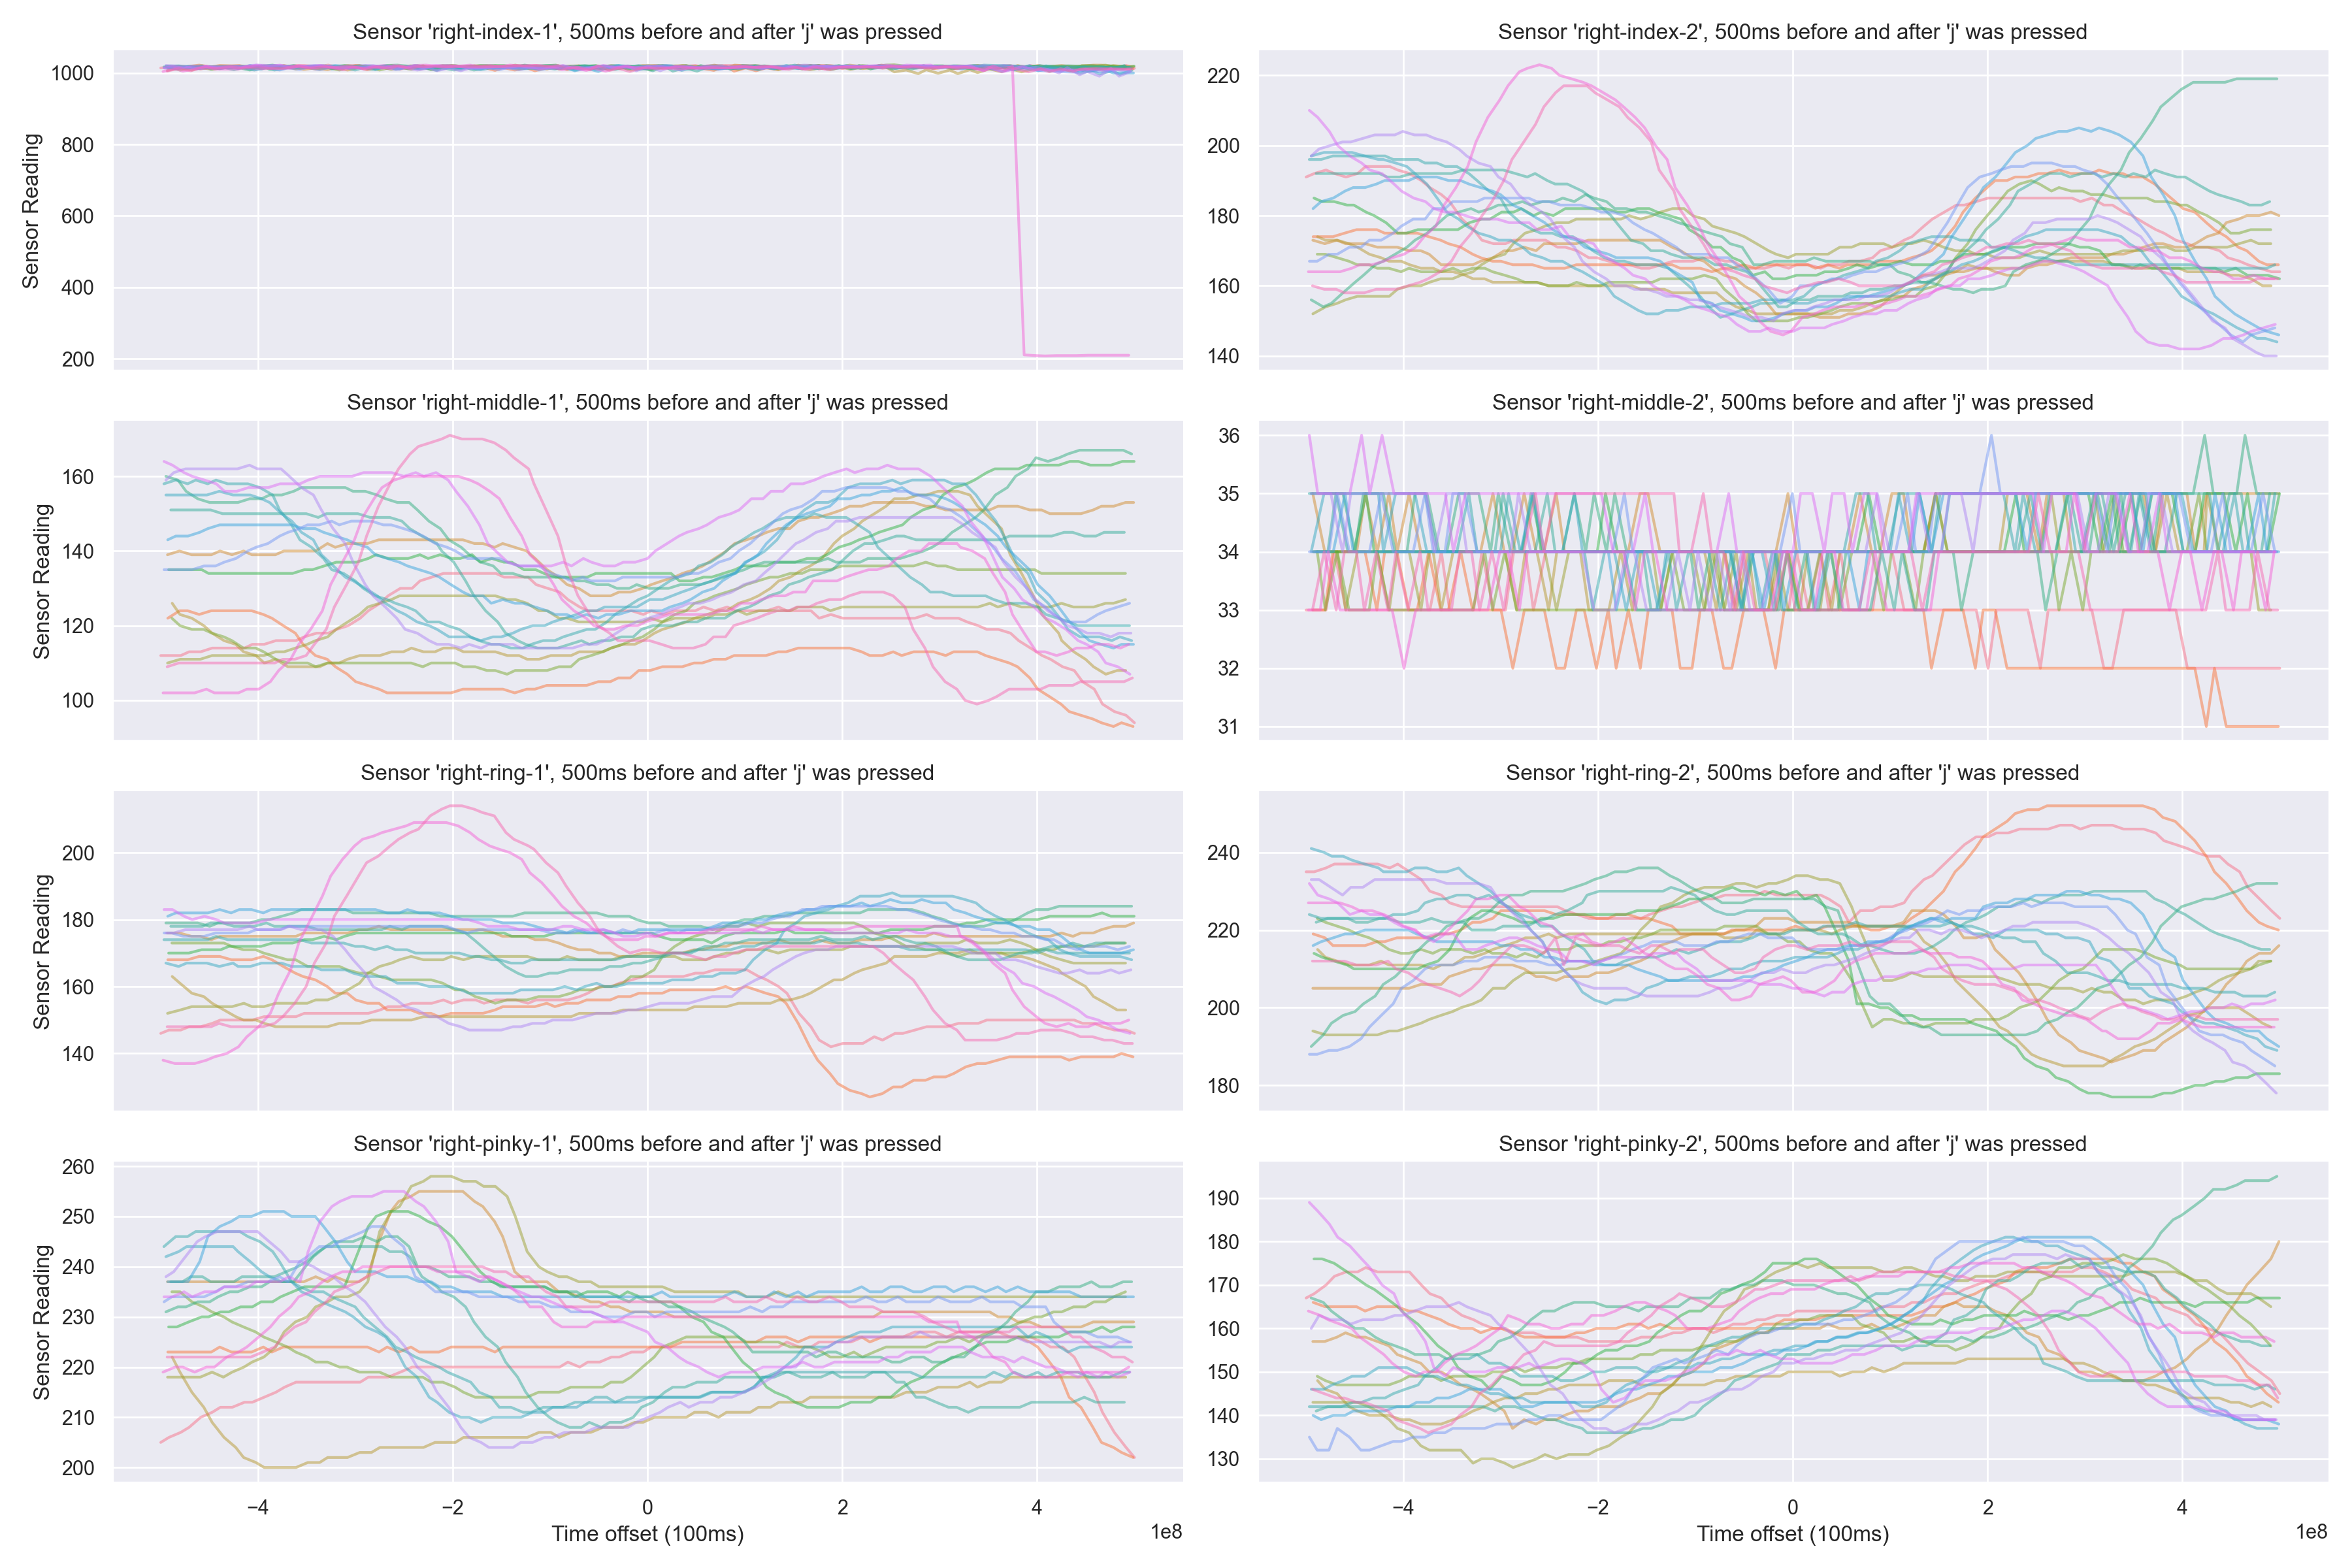 Sensor 'right-index-1', 500ms before and after 'j' was pressed
Sensor Reading
1000
800
600
400
200
Sensor 'right-index-2', 500ms before and after 'j' was pressed
220
200
180
160
140
Sensor 'right-middle-1', 500ms before and after 'j' was pressed
Sensor Reading
160
140
120
100
Sensor 'right-middle-2', 500ms before and after 'j' was pressed
36
35
34
33
32
31
Sensor 'right-ring-1', 500ms before and after 'j' was pressed
Sensor Reading
200
180
160
140
Sensor 'right-ring-2', 500ms before and after 'j' was pressed
240
220
200
180
Sensor 'right-pinky-1', 500ms before and after 'j' was pressed
Sensor Reading
260
250
240
230
220
210
200
−4 −2 0 2 4
Time offset (100ms)
1e8
Sensor 'right-pinky-2', 500ms before and after 'j' was pressed
190
180
170
160
150
140
130
−4 −2 0 2 4
Time offset (100ms)
1e8